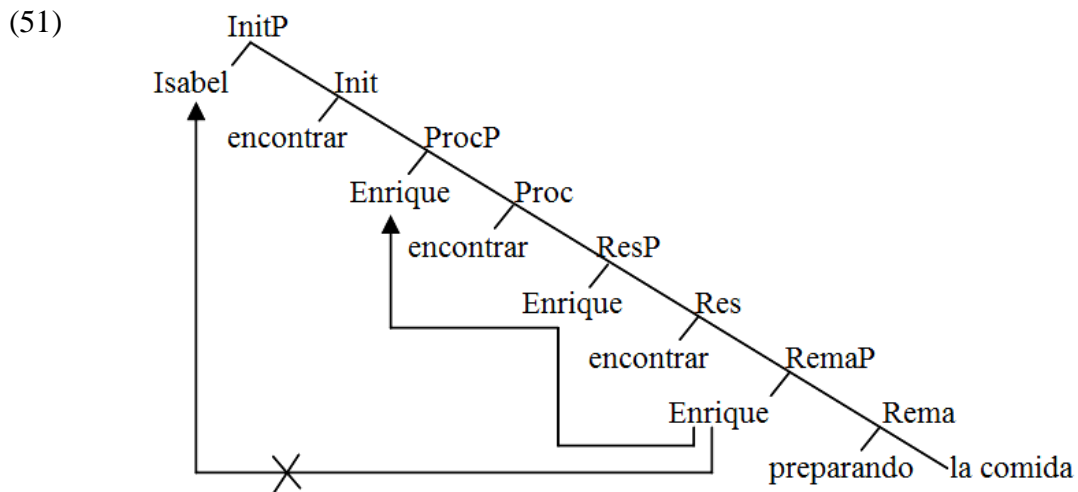 (51)
InitP
Isabel Init
encontrar ProcP
Enrique Proc
encontrar ResP
Enrique Res
encontrar RemaP
Enrique Rema
preparando la comida